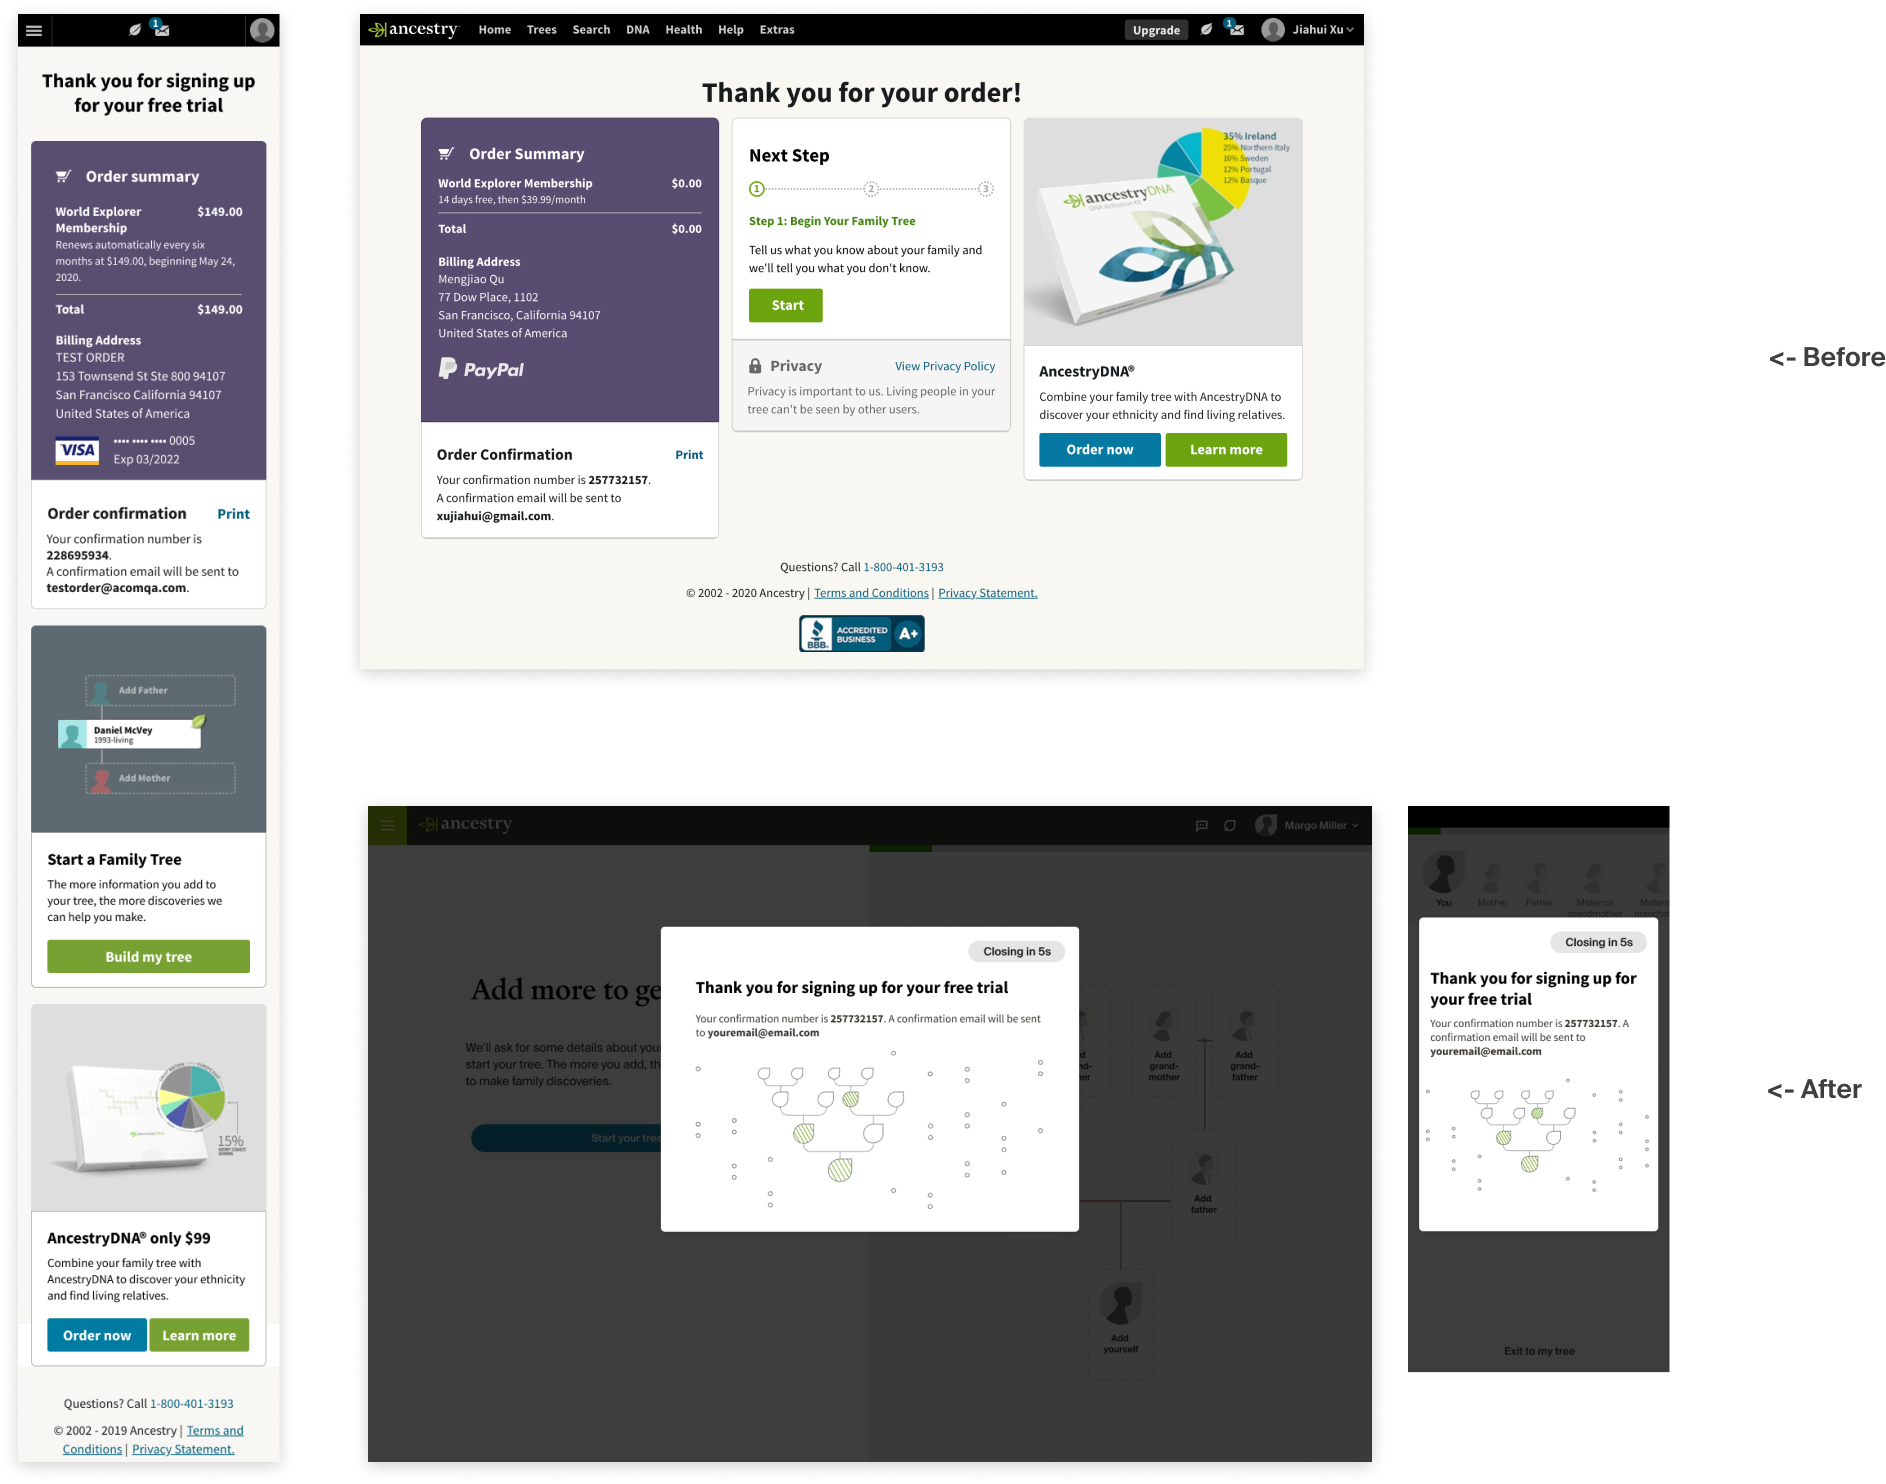 1
Thank you for signing up
for your free trial
Order summary
World Explorer
Membership
$149.00
Renews automatically every six
months at $149.00, beginning May 24,
2020.
Total $149.00
Billing Address
TEST ORDER
153 Townsend St Ste 800 94107
San Francisco California 94107
United States of America
VISA
•••• •••• •••• 0005
Exp 03/2022
Order confirmation Print
Your confirmation number is
228695934.
A confirmation email will be sent to
testorder@acomqa.com.
Add Father
Daniel McVey
1993-living
Add Mother
Start a Family Tree
The more information you add to
your tree, the more discoveries we
can help you make.
Build my tree
ancestryDNA
15%
AncestryDNA® only $99
Combine your family tree with
AncestryDNA to discover your ethnicity
and find living relatives.
Order now Learn more
Questions? Call 1-800-401-3193
© 2002 - 2019 Ancestry | Terms and
Conditions | Privacy Statement.
ancestry Home Trees Search DNA Health Help Extras Upgrade 1 Jiahui Xu
Thank you for your order!
Order Summary
World Explorer Membership $0.00
14 days free, then $39.99/month
Total $0.00
Billing Address
Mengjiao Qu
77 Dow Place, 1102
San Francisco, California 94107
United States of America
PayPal
Order Confirmation Print
Your confirmation number is 257732157.
A confirmation email will be sent to
xujiahui@gmail.com.
Next Step
1 2 3
Step 1: Begin Your Family Tree
Tell us what you know about your family and
we'll tell you what you don't know.
Start
Privacy View Privacy Policy
Privacy is important to us. Living people in your
tree can't be seen by other users.
35% Ireland
25% Northern Italy
16% Sweden
12% Portugal
12% Basque
ancestryDNA
DNA Activation Kit
AncestryDNA®
Combine your family tree with AncestryDNA to
discover your ethnicity and find living relatives.
Order now Learn more
Questions? Call 1-800-401-3193
© 2002 - 2020 Ancestry | Terms and Conditions | Privacy Statement.
BBB. ACCREDITED
BUSINESS A+
<- Before
ancestry Margo Miller
Add more to ge
We'll ask for some details about your
start your tree. The more you add, th
to make family discoveries.
Start your tree
Closing in 5s
Thank you for signing up for your free trial
Your confirmation number is 257732157. A confirmation email will be sent
to youremail@email.com
d
nd-
her
Add
grand-
mother
Add
grand-
father
Add
father
Add
yourself
You Mother Father Maternal
grandmother
Matern
grandfat
Closing in 5s
Thank you for signing up for
your free trial
Your confirmation number is 257732157. A
confirmation email will be sent to
youremail@email.com
Exit to my tree
<- After